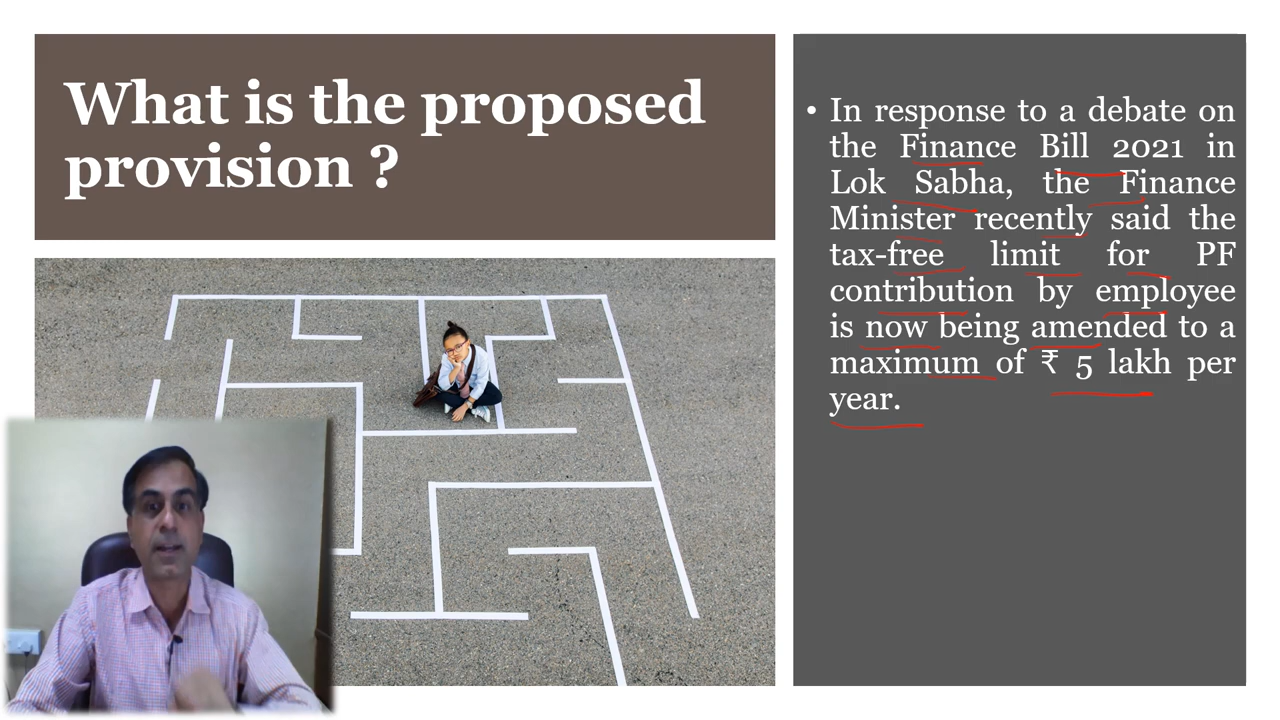 What is the proposed
provision ?
• In response to a debate on
the Finance Bill 2021 in
Lok Sabha, the Finance
Minister recently said the
tax-free limit for PF
contribution by employee
is now being amended to a
maximum of ₹ 5 lakh per
year.